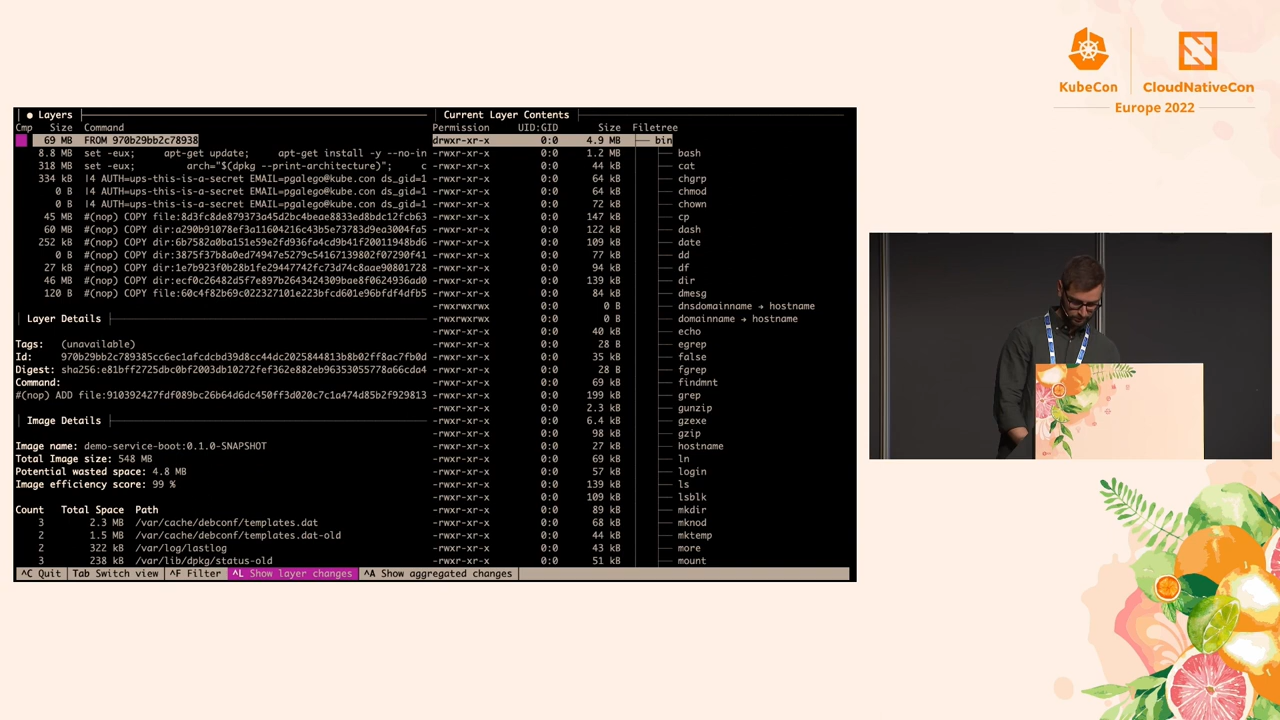 KubeCon
CloudNativeCon
Europe 2022
● Layers
Cmp Size Command
69 MB FROM 970b29bb2c78938
8.8 MB set -eux; apt-get update; apt-get install -y --no-in
318 MB set -eux; arch="$(dpkg --print-architecture)"; c
334 kB |4 AUTH=ups-this-is-a-secret EMAIL=pgalego@kube.con ds_gid=1
0 B |4 AUTH=ups-this-is-a-secret EMAIL=pgalego@kube.con ds_gid=1
0 B |4 AUTH=ups-this-is-a-secret EMAIL=pgalego@kube.con ds_gid=1
45 MB #(nop) COPY file:8d3fc8de879373a45d2bc4beae8833ed8bdc12fcb63
60 MB #(nop) COPY dir:a290b91078ef3a11604216c43b5e73783d9ea3004fa5
252 kB #(nop) COPY dir:6b7582a0ba151e59e2fd936fa4cd9b41f20011948bd6
0 B #(nop) COPY dir:3875f37b8a0ed74947e5279c54167139802f07290f41
27 kB #(nop) COPY dir:1e7b923f0b28b1fe29447742fc73d74c8aae90801728
46 MB #(nop) COPY dir:ecf0c26482d5f7e897b2643424309bae8f0624936ad0
120 B #(nop) COPY file:60c4f82b69c022327101e223bfcd601e96bfdf4dfb5
Layer Details
Tags: (unavailable)
Id: 970b29bb2c789385cc6ec1afcdcbd39d8cc44dc2025844813b8b02ff8ac7fb0d
Digest: sha256:e81bff2725dbc0bf2003db10272fef362e882eb96353055778a66cda4
Command:
#(nop) ADD file:910392427fdf089bc26b64d6dc450ff3d020c7c1a474d85b2f929813
Image Details
Image name: demo-service-boot:0.1.0-SNAPSHOT
Total Image size: 548 MB
Potential wasted space: 4.8 MB
Image efficiency score: 99 %
Count Total Space Path
3 2.3 MB /var/cache/debconf/templates.dat
2 1.5 MB /var/cache/debconf/templates.dat-old
2 322 kB /var/log/lastlog
3 238 kB /var/lib/dpkg/status-old
Current Layer Contents
Permission UID:GID Size Filetree
drwxr-xr-x 0:0 4.9 MB ├── bin
-rwxr-xr-x 0:0 1.2 MB │ ├── bash
-rwxr-xr-x 0:0 44 kB │ ├── cat
-rwxr-xr-x 0:0 64 kB │ ├── chgrp
-rwxr-xr-x 0:0 64 kB │ ├── chmod
-rwxr-xr-x 0:0 72 kB │ ├── chown
-rwxr-xr-x 0:0 147 kB │ ├── cp
-rwxr-xr-x 0:0 122 kB │ ├── dash
-rwxr-xr-x 0:0 109 kB │ ├── date
-rwxr-xr-x 0:0 77 kB │ ├── dd
-rwxr-xr-x 0:0 94 kB │ ├── df
-rwxr-xr-x 0:0 139 kB │ ├── dir
-rwxr-xr-x 0:0 84 kB │ ├── dmesg
-rwxrwxrwx 0:0 0 B │ ├── dnsdomainname → hostname
-rwxrwxrwx 0:0 0 B │ ├── domainname → hostname
-rwxr-xr-x 0:0 40 kB │ ├── echo
-rwxr-xr-x 0:0 28 B │ ├── egrep
-rwxr-xr-x 0:0 35 kB │ ├── false
-rwxr-xr-x 0:0 28 B │ ├── fgrep
-rwxr-xr-x 0:0 69 kB │ ├── findmnt
-rwxr-xr-x 0:0 199 kB │ ├── grep
-rwxr-xr-x 0:0 2.3 kB │ ├── gunzip
-rwxr-xr-x 0:0 6.4 kB │ ├── gzexe
-rwxr-xr-x 0:0 98 kB │ ├── gzip
-rwxr-xr-x 0:0 27 kB │ ├── hostname
-rwxr-xr-x 0:0 69 kB │ ├── ln
-rwxr-xr-x 0:0 57 kB │ ├── login
-rwxr-xr-x 0:0 139 kB │ ├── ls
-rwxr-xr-x 0:0 109 kB │ ├── lsblk
-rwxr-xr-x 0:0 89 kB │ ├── mkdir
-rwxr-xr-x 0:0 68 kB │ ├── mknod
-rwxr-xr-x 0:0 44 kB │ ├── mktemp
-rwxr-xr-x 0:0 43 kB │ ├── more
-rwxr-xr-x 0:0 51 kB │ ├── mount
^C Quit Tab Switch view ^F Filter ^L Show layer changes ^A Show aggregated changes